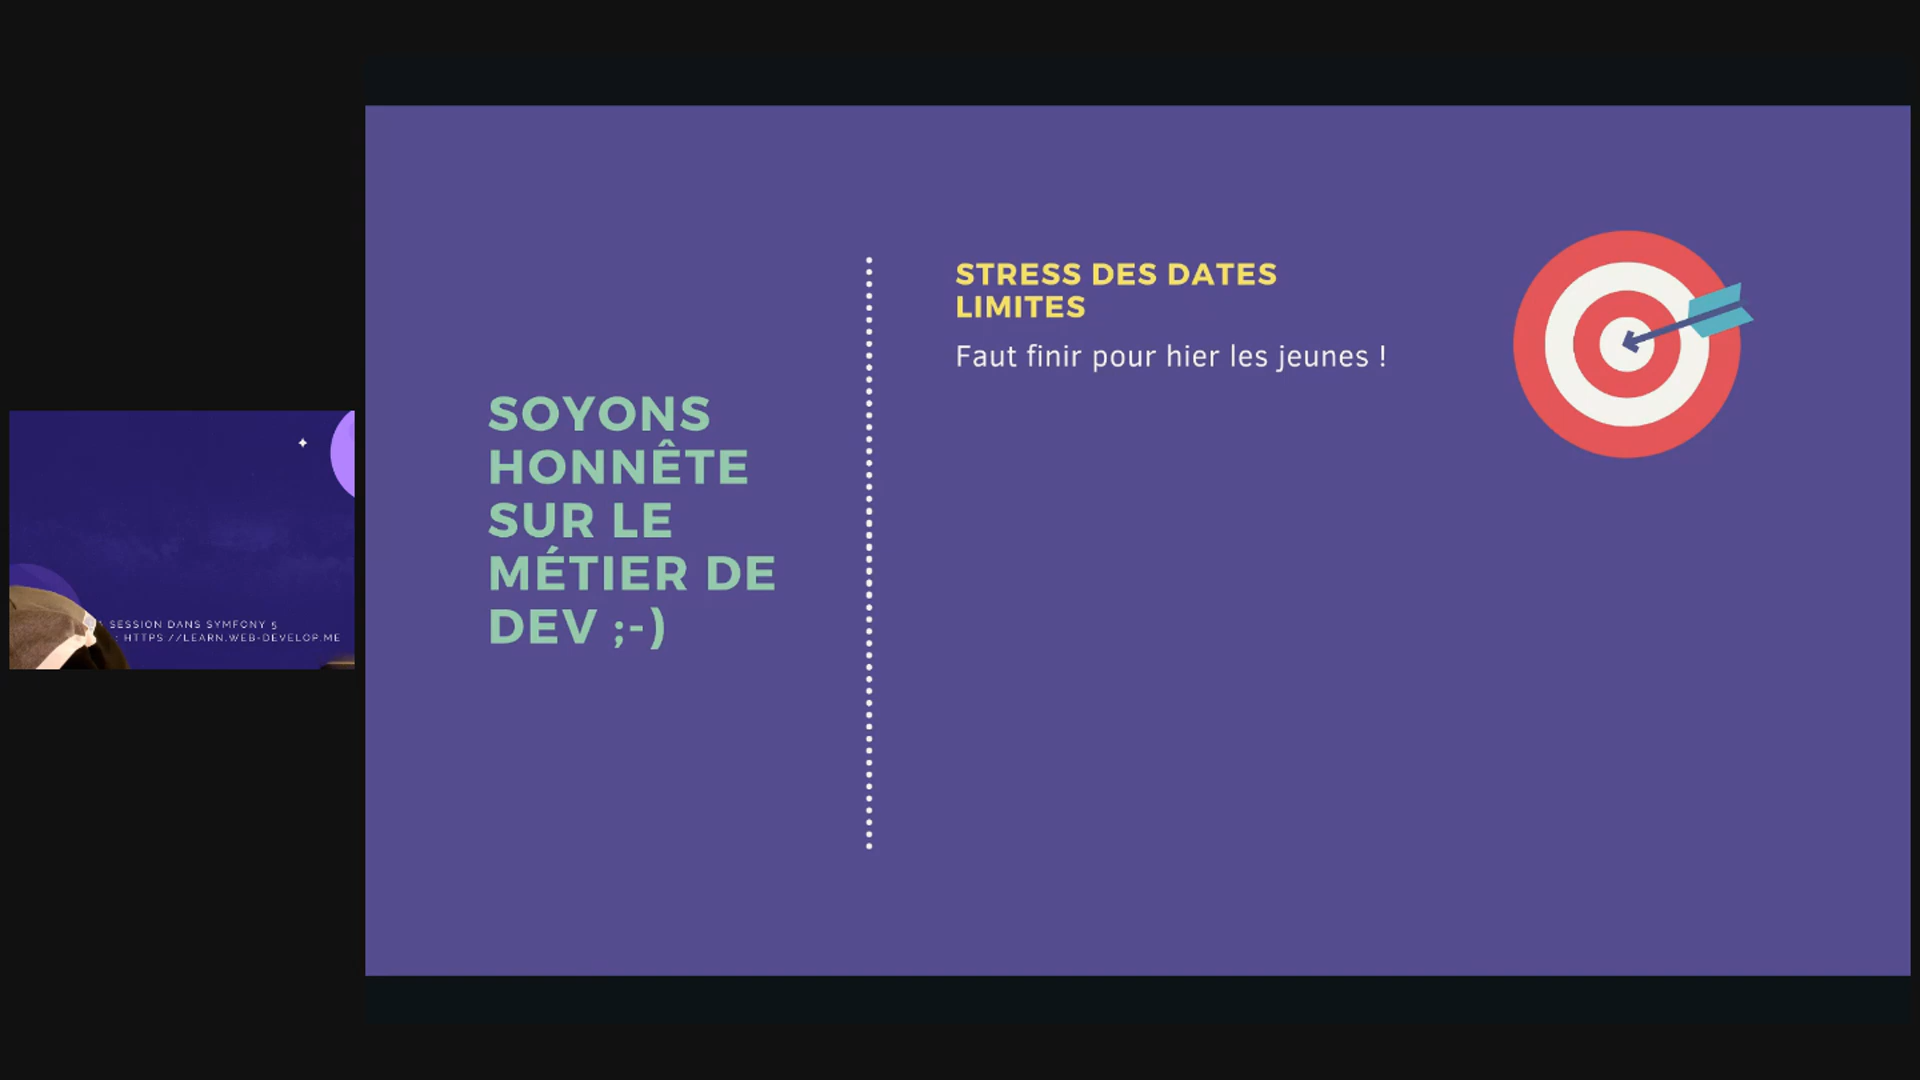 SESSION DANS SYMFONY 5
: HTTPS //LEARN.WEB-DEVELOP.ME
SOYONS
HONNÊTE
SUR LE
MÉTIER DE
DEV ;-)
STRESS DES DATES
LIMITES
Faut finir pour hier les jeunes !